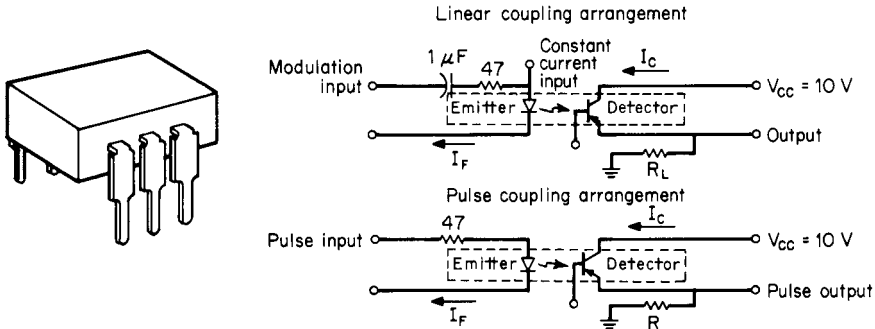 Linear coupling arrangement
Modulation
input
1 μF
47
Constant
current
input
I_C
V_CC = 10 V
Emitter
Detector
Output
I_F
R_L
Pulse coupling arrangement
Pulse input
47
I_C
V_CC = 10 V
Emitter
Detector
Pulse output
I_F
R